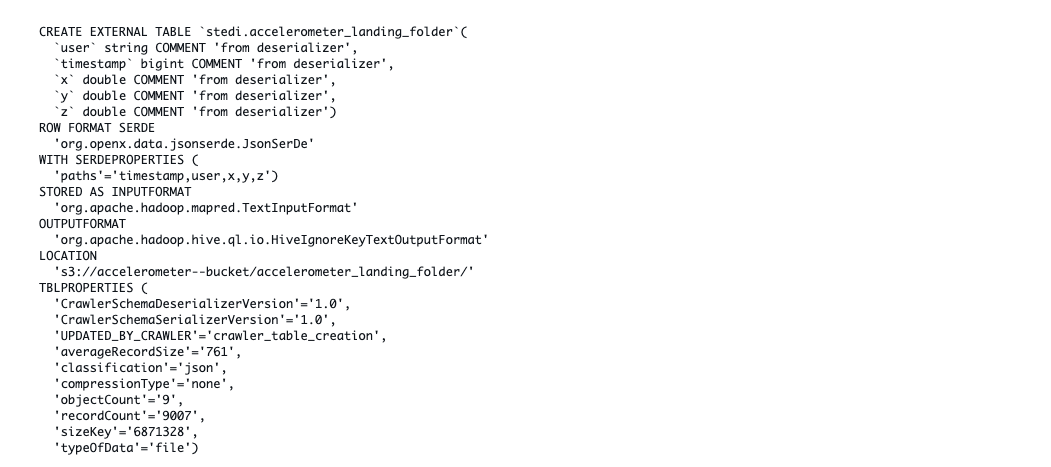 CREATE EXTERNAL TABLE `stedi.accelerometer_landing_folder`(
  `user` string COMMENT 'from deserializer',
  `timestamp` bigint COMMENT 'from deserializer',
  `x` double COMMENT 'from deserializer',
  `y` double COMMENT 'from deserializer',
  `z` double COMMENT 'from deserializer')
ROW FORMAT SERDE
  'org.openx.data.jsonserde.JsonSerDe'
WITH SERDEPROPERTIES (
  'paths'='timestamp,user,x,y,z')
STORED AS INPUTFORMAT
  'org.apache.hadoop.mapred.TextInputFormat'
OUTPUTFORMAT
  'org.apache.hadoop.hive.ql.io.HiveIgnoreKeyTextOutputFormat'
LOCATION
  's3://accelerometer--bucket/accelerometer_landing_folder/'
TBLPROPERTIES (
  'CrawlerSchemaDeserializerVersion'='1.0',
  'CrawlerSchemaSerializerVersion'='1.0',
  'UPDATED_BY_CRAWLER'='crawler_table_creation',
  'averageRecordSize'='761',
  'classification'='json',
  'compressionType'='none',
  'objectCount'='9',
  'recordCount'='9007',
  'sizeKey'='6871328',
  'typeOfData'='file')